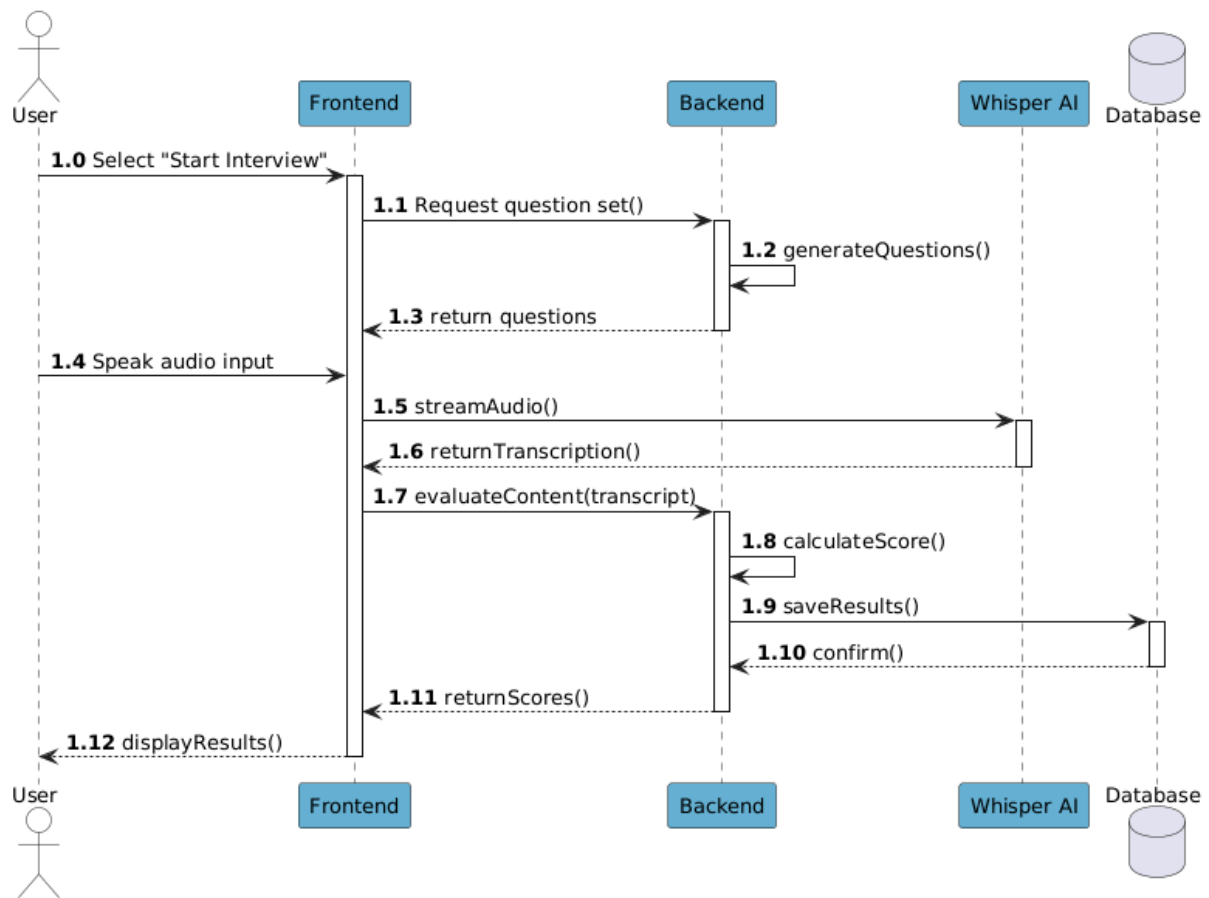 User
Frontend
Backend
Whisper AI
Database
1.0 Select "Start Interview"
1.1 Request question set()
1.2 generateQuestions()
1.3 return questions
1.4 Speak audio input
1.5 streamAudio()
1.6 returnTranscription()
1.7 evaluateContent(transcript)
1.8 calculateScore()
1.9 saveResults()
1.10 confirm()
1.11 returnScores()
1.12 displayResults()
User
Frontend
Backend
Whisper AI
Database